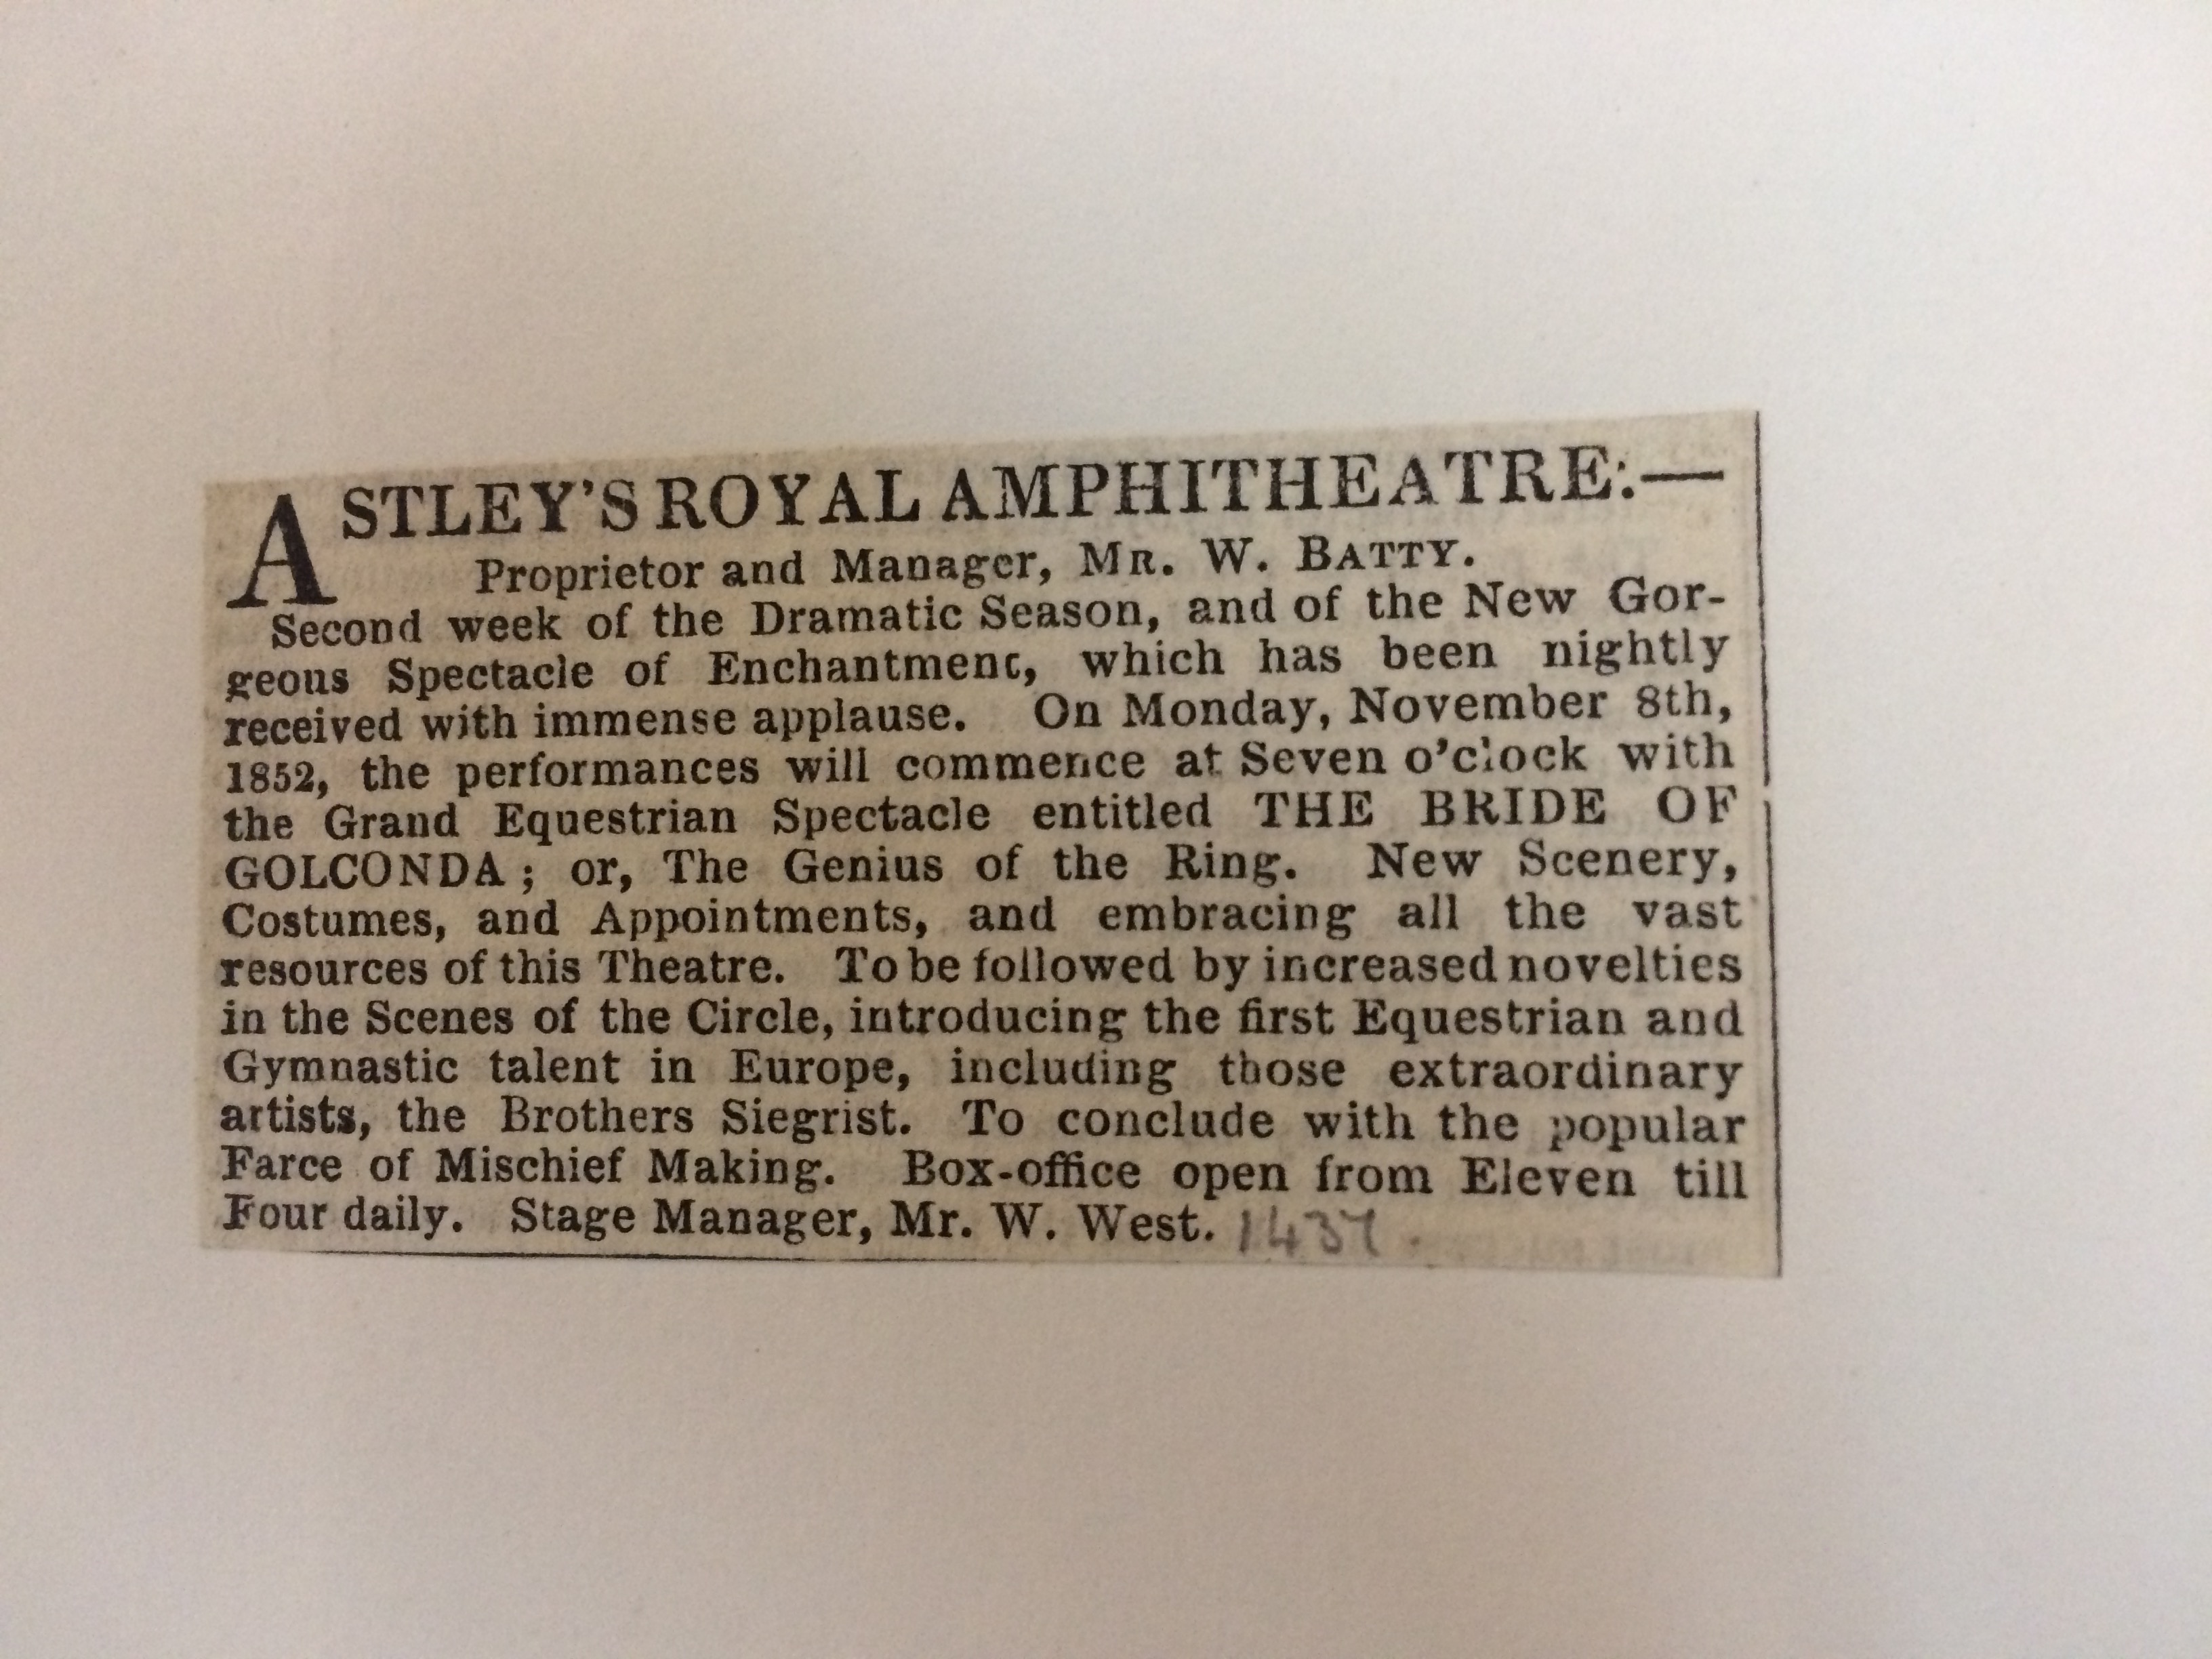 ASTLEY'S ROYAL AMPHITHEATRE:—
Proprietor and Manager, MR. W. BATTY.
Second week of the Dramatic Season, and of the New Gor-
geous Spectacle of Enchantment, which has been nightly
received with immense applause. On Monday, November 8th,
1852, the performances will commence at Seven o'clock with
the Grand Equestrian Spectacle entitled THE BRIDE OF
GOLCONDA; or, The Genius of the Ring. New Scenery,
Costumes, and Appointments, and embracing all the vast
resources of this Theatre. To be followed by increased novelties
in the Scenes of the Circle, introducing the first Equestrian and
Gymnastic talent in Europe, including those extraordinary
artists, the Brothers Siegrist. To conclude with the popular
Farce of Mischief Making. Box-office open from Eleven till
Four daily. Stage Manager, Mr. W. West. 1437